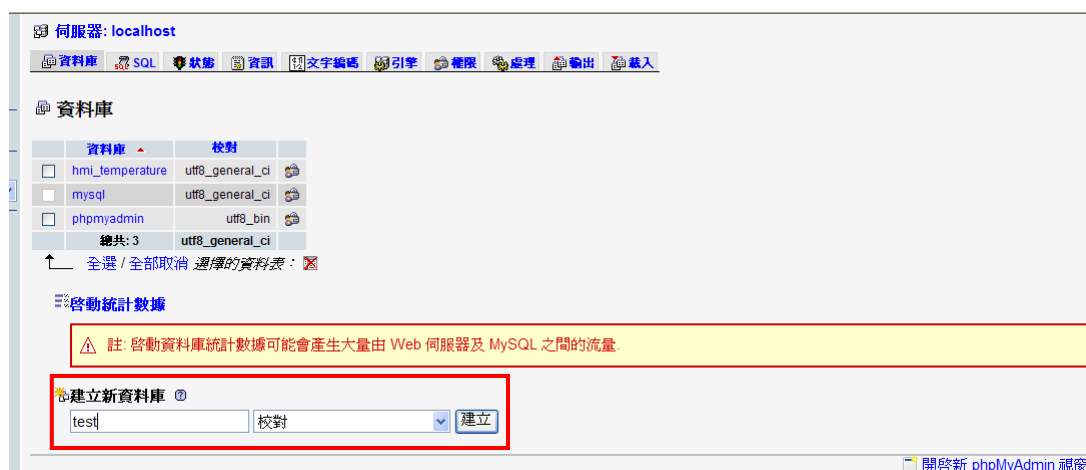 伺服器: localhost
資料庫 SQL 狀態 資訊 文字編碼 引擎 權限 處理 輸出 載入
資料庫
資料庫 校對
hmi_temperature utf8_general_ci
mysql utf8_general_ci
phpmyadmin utf8_bin
總共: 3 utf8_general_ci
全選 / 全部取消 選擇的資料表：
啓動統計數據
註: 啓動資料庫統計數據可能會產生大量由 Web 伺服器及 MySQL 之間的流量.
建立新資料庫
test 校對 建立
開啓新 phpMyAdmin 視窗